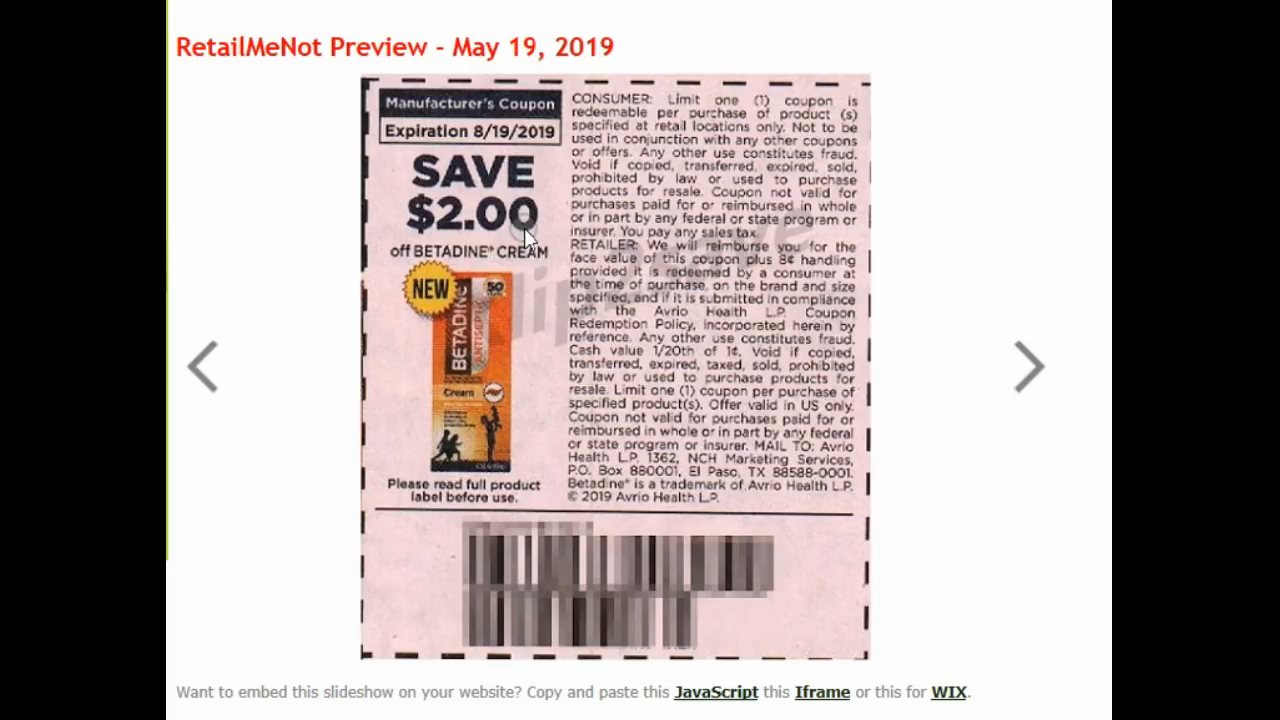 RetailMeNot Preview - May 19, 2019
Manufacturer's Coupon
Expiration 8/19/2019
SAVE
$2.00
off BETADINE® CREAM
NEW
50
BETADINE
ANTISEPTIC
Cream
Please read full product
label before use.
CONSUMER: Limit one (1) coupon is
redeemable per purchase of product (s)
specified at retail locations only. Not to be
used in conjunction with any other coupons
or offers. Any other use constitutes fraud.
Void if copied, transferred, expired, sold,
prohibited by law or used to purchase
products for resale. Coupon not valid for
purchases paid for or reimbursed in whole
or in part by any federal or state program or
insurer. You pay any sales tax.
RETAILER: We will reimburse you for the
face value of this coupon plus 8¢ handling
provided it is redeemed by a consumer at
the time of purchase, on the brand and size
specified, and if it is submitted in compliance
with the Avrio Health L.P. Coupon
Redemption Policy, incorporated herein by
reference. Any other use constitutes fraud.
Cash value 1/20th of 1¢. Void if copied,
transferred, expired, taxed, sold, prohibited
by law or used to purchase products for
resale. Limit one (1) coupon per purchase of
specified product(s). Offer valid in US only.
Coupon not valid for purchases paid for or
reimbursed in whole or in part by any federal
or state program or insurer. MAIL TO: Avrio
Health L.P. 1362, NCH Marketing Services,
P.O. Box 880001, El Paso, TX 88588-0001.
Betadine® is a trademark of Avrio Health L.P.
© 2019 Avrio Health L.P.
Want to embed this slideshow on your website? Copy and paste this JavaScript this Iframe or this for WIX.